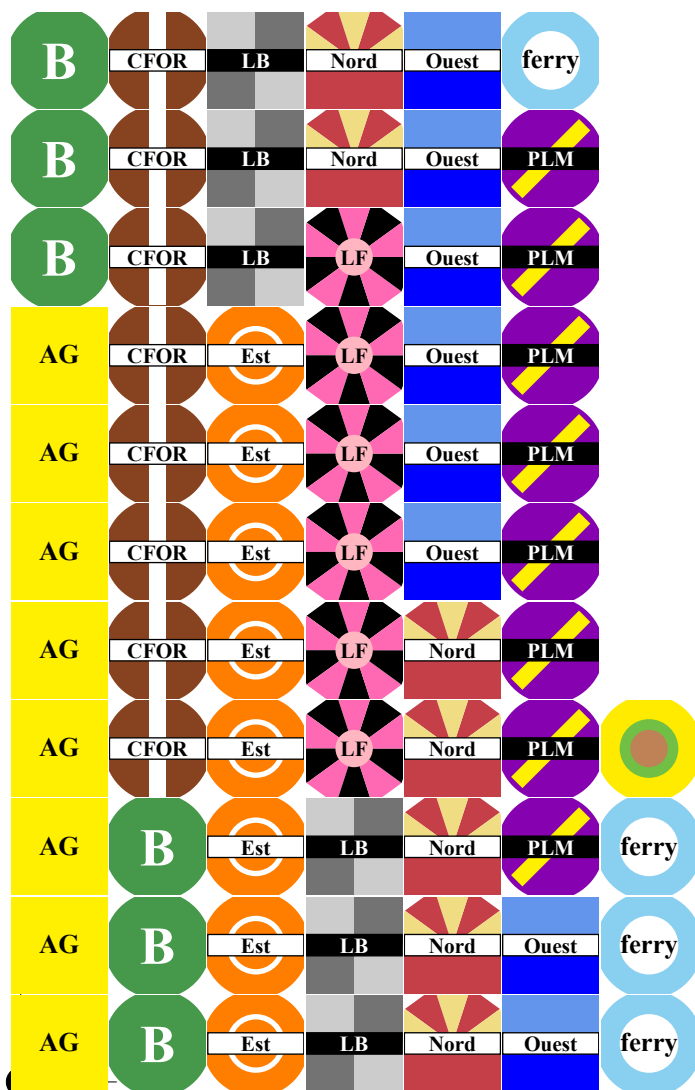 B CFOR LB Nord Ouest ferry
B CFOR LB Nord Ouest PLM
B CFOR LB LF Ouest PLM
AG CFOR Est LF Ouest PLM
AG CFOR Est LF Ouest PLM
AG CFOR Est LF Ouest PLM
AG CFOR Est LF Nord PLM
AG CFOR Est LF Nord PLM
AG B Est LB Nord PLM ferry
AG B Est LB Nord Ouest ferry
AG B Est LB Nord Ouest ferry